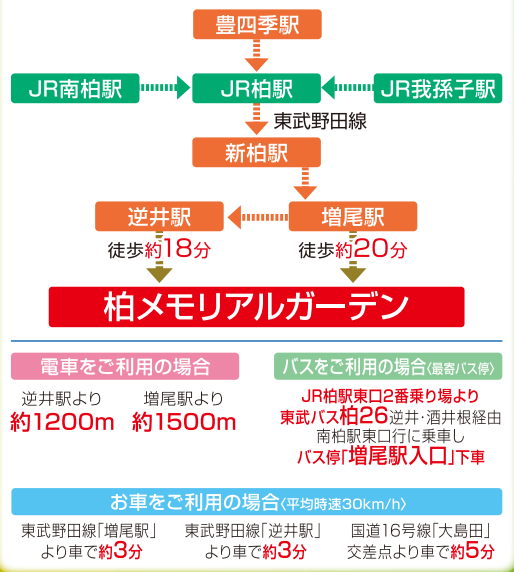 豊四季駅
JR南柏駅
JR柏駅
JR我孫子駅
東武野田線
新柏駅
逆井駅
増尾駅
徒歩約18分
徒歩約20分
柏メモリアルガーデン
電車をご利用の場合
逆井駅より
約1200m
増尾駅より
約1500m
バスをご利用の場合〈最寄バス停〉
JR柏駅東口2番乗り場より
東武バス柏26逆井・酒井根経由
南柏駅東口行に乗車し
バス停「増尾駅入口」下車
お車をご利用の場合〈平均時速30km/h〉
東武野田線「増尾駅」
より車で約3分
東武野田線「逆井駅」
より車で約3分
国道16号線「大島田」
交差点より車で約5分